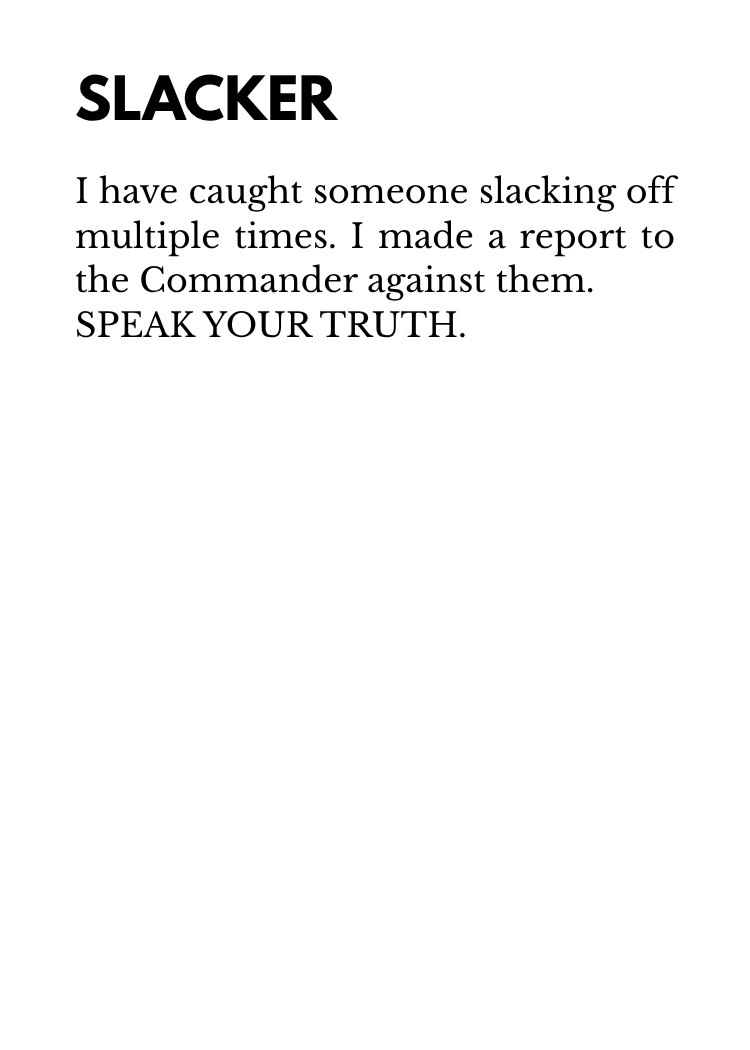 SLACKER
I have caught someone slacking off
multiple times. I made a report to
the Commander against them.
SPEAK YOUR TRUTH.